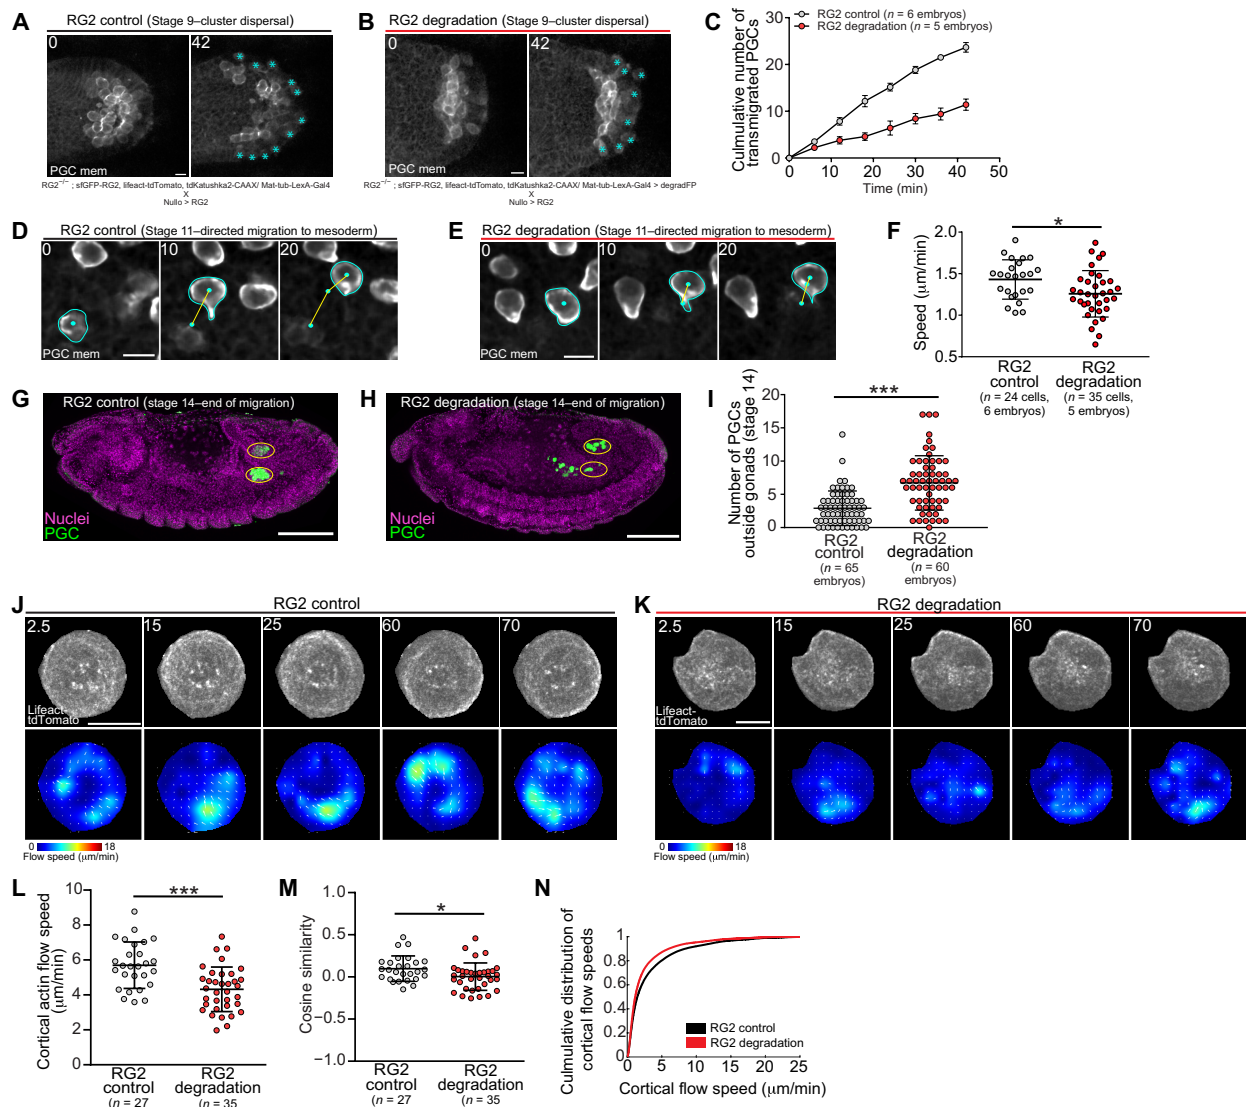 A
RG2 control (Stage 9–cluster dispersal)
0
42
PGC mem
RG2⁻/⁻ ; sfGFP-RG2, lifeact-tdTomato, tdKatushka2-CAAX/ Mat-tub-LexA-Gal4
X
Nullo > RG2
B
RG2 degradation (Stage 9–cluster dispersal)
0
42
PGC mem
RG2⁻/⁻ ; sfGFP-RG2, lifeact-tdTomato, tdKatushka2-CAAX/ Mat-tub-LexA-Gal4 > degradFP
X
Nullo > RG2
C
RG2 control (n = 6 embryos)
RG2 degradation (n = 5 embryos)
Culmulative number of
transmigrated PGCs
30
20
10
0
0 10 20 30 40 50
Time (min)
D
RG2 control (Stage 11–directed migration to mesoderm)
0
10
20
PGC mem
E
RG2 degradation (Stage 11–directed migration to mesoderm)
0
10
20
PGC mem
F
*
Speed (μm/min)
2.0
1.5
1.0
0.5
RG2
control
(n = 24 cells,
6 embryos)
RG2
degradation
(n = 35 cells,
5 embryos)
G
RG2 control (stage 14–end of migration)
Nuclei
PGC
H
RG2 degradation (stage 14–end of migration)
Nuclei
PGC
I
***
Number of PGCs
outside gonads (stage 14)
20
15
10
5
0
RG2
control
(n = 65
embryos)
RG2
degradation
(n = 60
embryos)
J
RG2 control
2.5
15
25
60
70
Lifeact-
tdTomato
0 18
Flow speed (μm/min)
K
RG2 degradation
2.5
15
25
60
70
Lifeact-
tdTomato
0 18
Flow speed (μm/min)
L
***
Cortical actin flow speed
(μm/min)
10
8
6
4
2
0
RG2
control
(n = 27
RG2
degradation
(n = 35
M
*
Cosine similarity
1.0
0.5
0.0
−0.5
−1.0
RG2
control
(n = 27
RG2
degradation
(n = 35
N
Culmulative distribution of
cortical flow speeds
1
0.8
0.6
0.4
0.2
0
RG2 control
RG2 degradation
0 5 10 15 20 25
Cortical flow speed (μm/min)